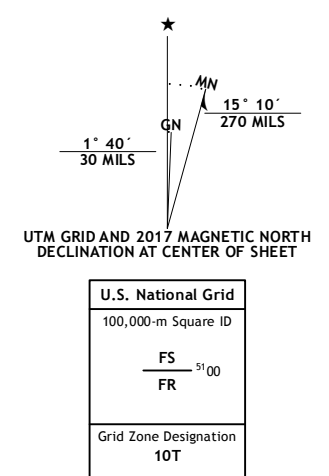 MN
GN
15° 10´
270 MILS
1° 40´
30 MILS
UTM GRID AND 2017 MAGNETIC NORTH
DECLINATION AT CENTER OF SHEET
U.S. National Grid
100,000-m Square ID
FS
5100
FR
Grid Zone Designation
10T